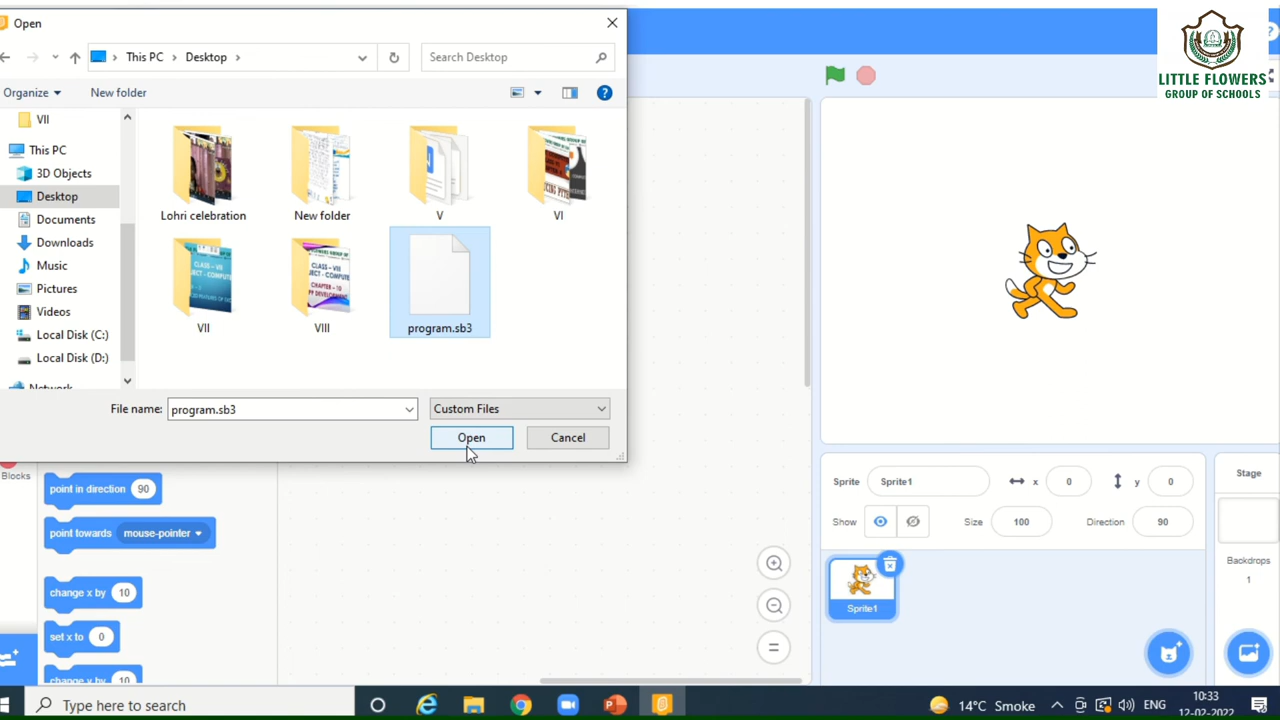 Open
This PC
Desktop
Search Desktop
Organize
New folder
VII
This PC
3D Objects
Desktop
Documents
Downloads
Music
Pictures
Videos
Local Disk (C:)
Local Disk (D:)
Network
Lohri celebration
New folder
V
VI
VII
VIII
program.sb3
File name:
program.sb3
Custom Files
Open
Cancel
LITTLE FLOWERS
GROUP OF SCHOOLS
Blocks
point in direction 90
point towards mouse-pointer
change x by 10
set x to 0
change y by 10
Sprite
Sprite1
x
0
y
0
Show
Size
100
Direction
90
Stage
Sprite1
Backdrops
1
Type here to search
14°C Smoke
ENG
10:33
12-02-2022